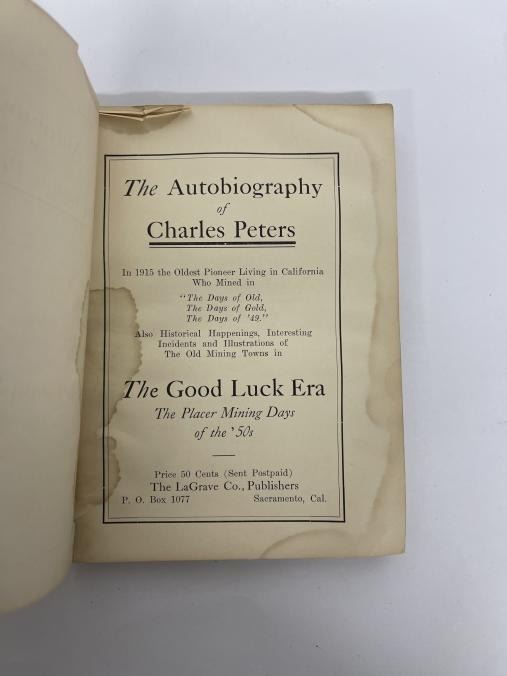 The Autobiography
of
Charles Peters
In 1915 the Oldest Pioneer Living in California
Who Mined in
"The Days of Old,
The Days of Gold,
The Days of '49."
Also Historical Happenings, Interesting
Incidents and Illustrations of
The Old Mining Towns in
The Good Luck Era
The Placer Mining Days
of the '50s
Price 50 Cents (Sent Postpaid)
The LaGrave Co., Publishers
P. O. Box 1077 Sacramento, Cal.